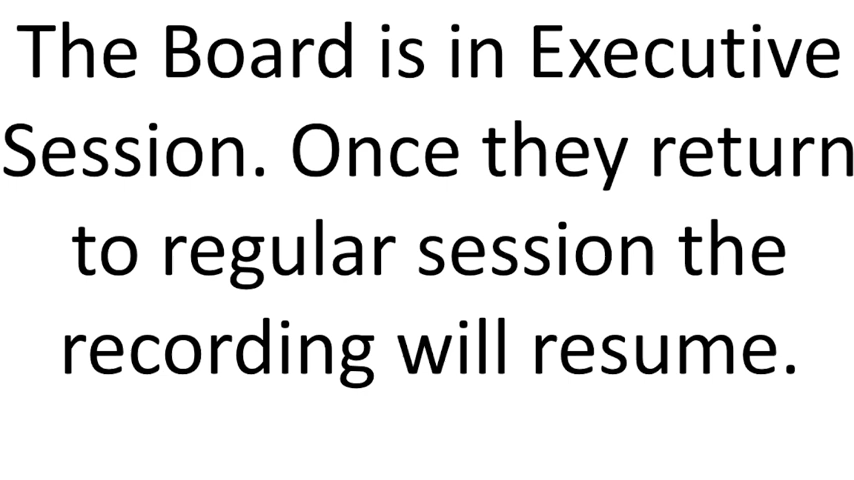 The Board is in Executive
Session. Once they return
to regular session the
recording will resume.